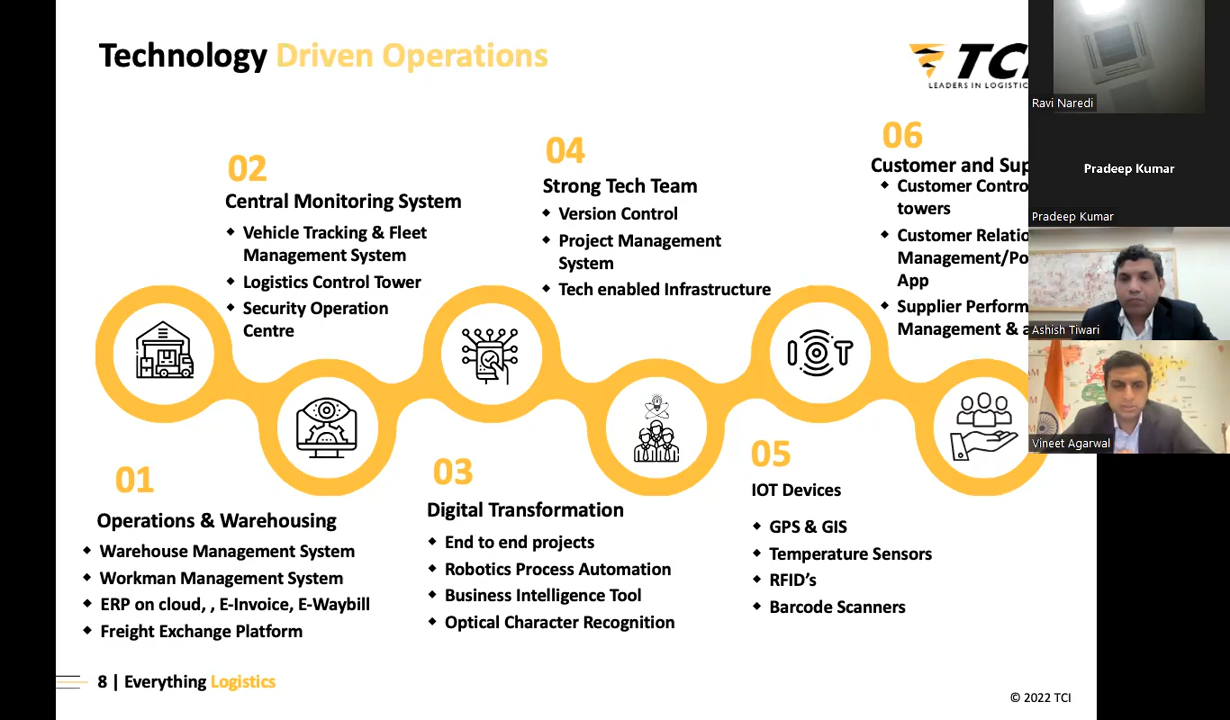 Technology Driven Operations
TCI
LEADERS IN LOGISTIC
02
Central Monitoring System
Vehicle Tracking & Fleet
Management System
Logistics Control Tower
Security Operation
Centre
04
Strong Tech Team
Version Control
Project Management
System
Tech enabled Infrastructure
06
Customer and Sup
Customer Contro
towers
Customer Relatio
Management/Po
App
Supplier Perform
Management & a
IOT
01
Operations & Warehousing
Warehouse Management System
Workman Management System
ERP on cloud, , E-Invoice, E-Waybill
Freight Exchange Platform
03
Digital Transformation
End to end projects
Robotics Process Automation
Business Intelligence Tool
Optical Character Recognition
05
IOT Devices
GPS & GIS
Temperature Sensors
RFID’s
Barcode Scanners
8 | Everything Logistics
© 2022 TCI
Ravi Naredi
Pradeep Kumar
Pradeep Kumar
Ashish Tiwari
Vineet Agarwal